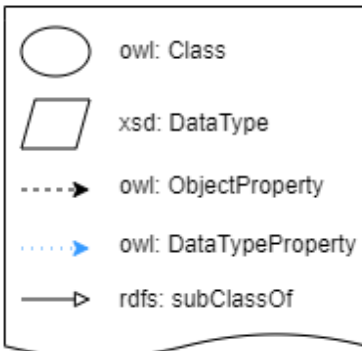 owl: Class
xsd: DataType
owl: ObjectProperty
owl: DataTypeProperty
rdfs: subClassOf